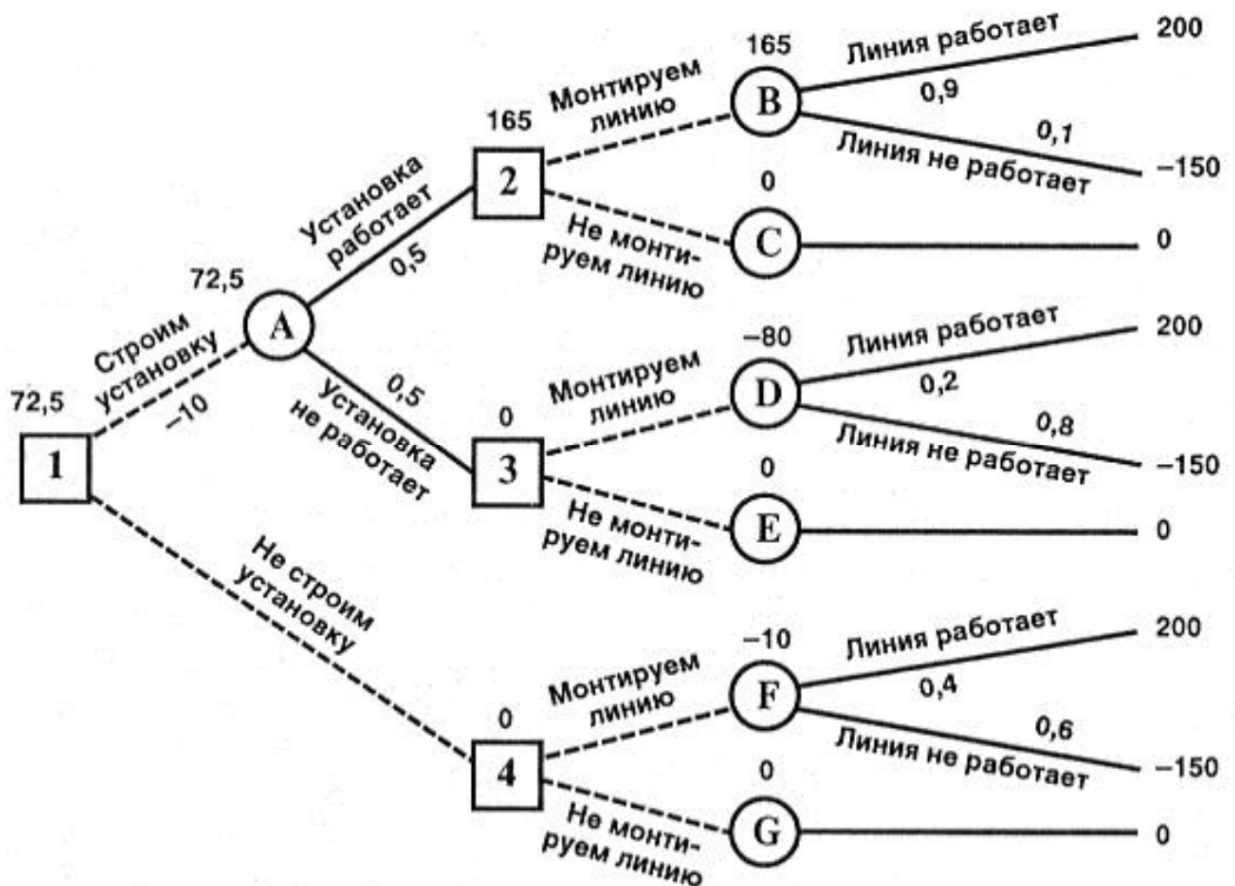 165
Линия работает
200
0,9
B
0,1
Линия не работает
–150
Монтируем
линию
165
2
Не монти-
руем линию
0
C
0
Установка
работает
0,5
72,5
A
Строим
установку
–10
72,5
1
0,5
Установка
не работает
0
3
Монтируем
линию
–80
D
Линия работает
200
0,2
0,8
Линия не работает
–150
Не монти-
руем линию
0
E
0
Не строим
установку
0
4
Монтируем
линию
–10
F
Линия работает
200
0,4
0,6
Линия не работает
–150
Не монти-
руем линию
0
G
0